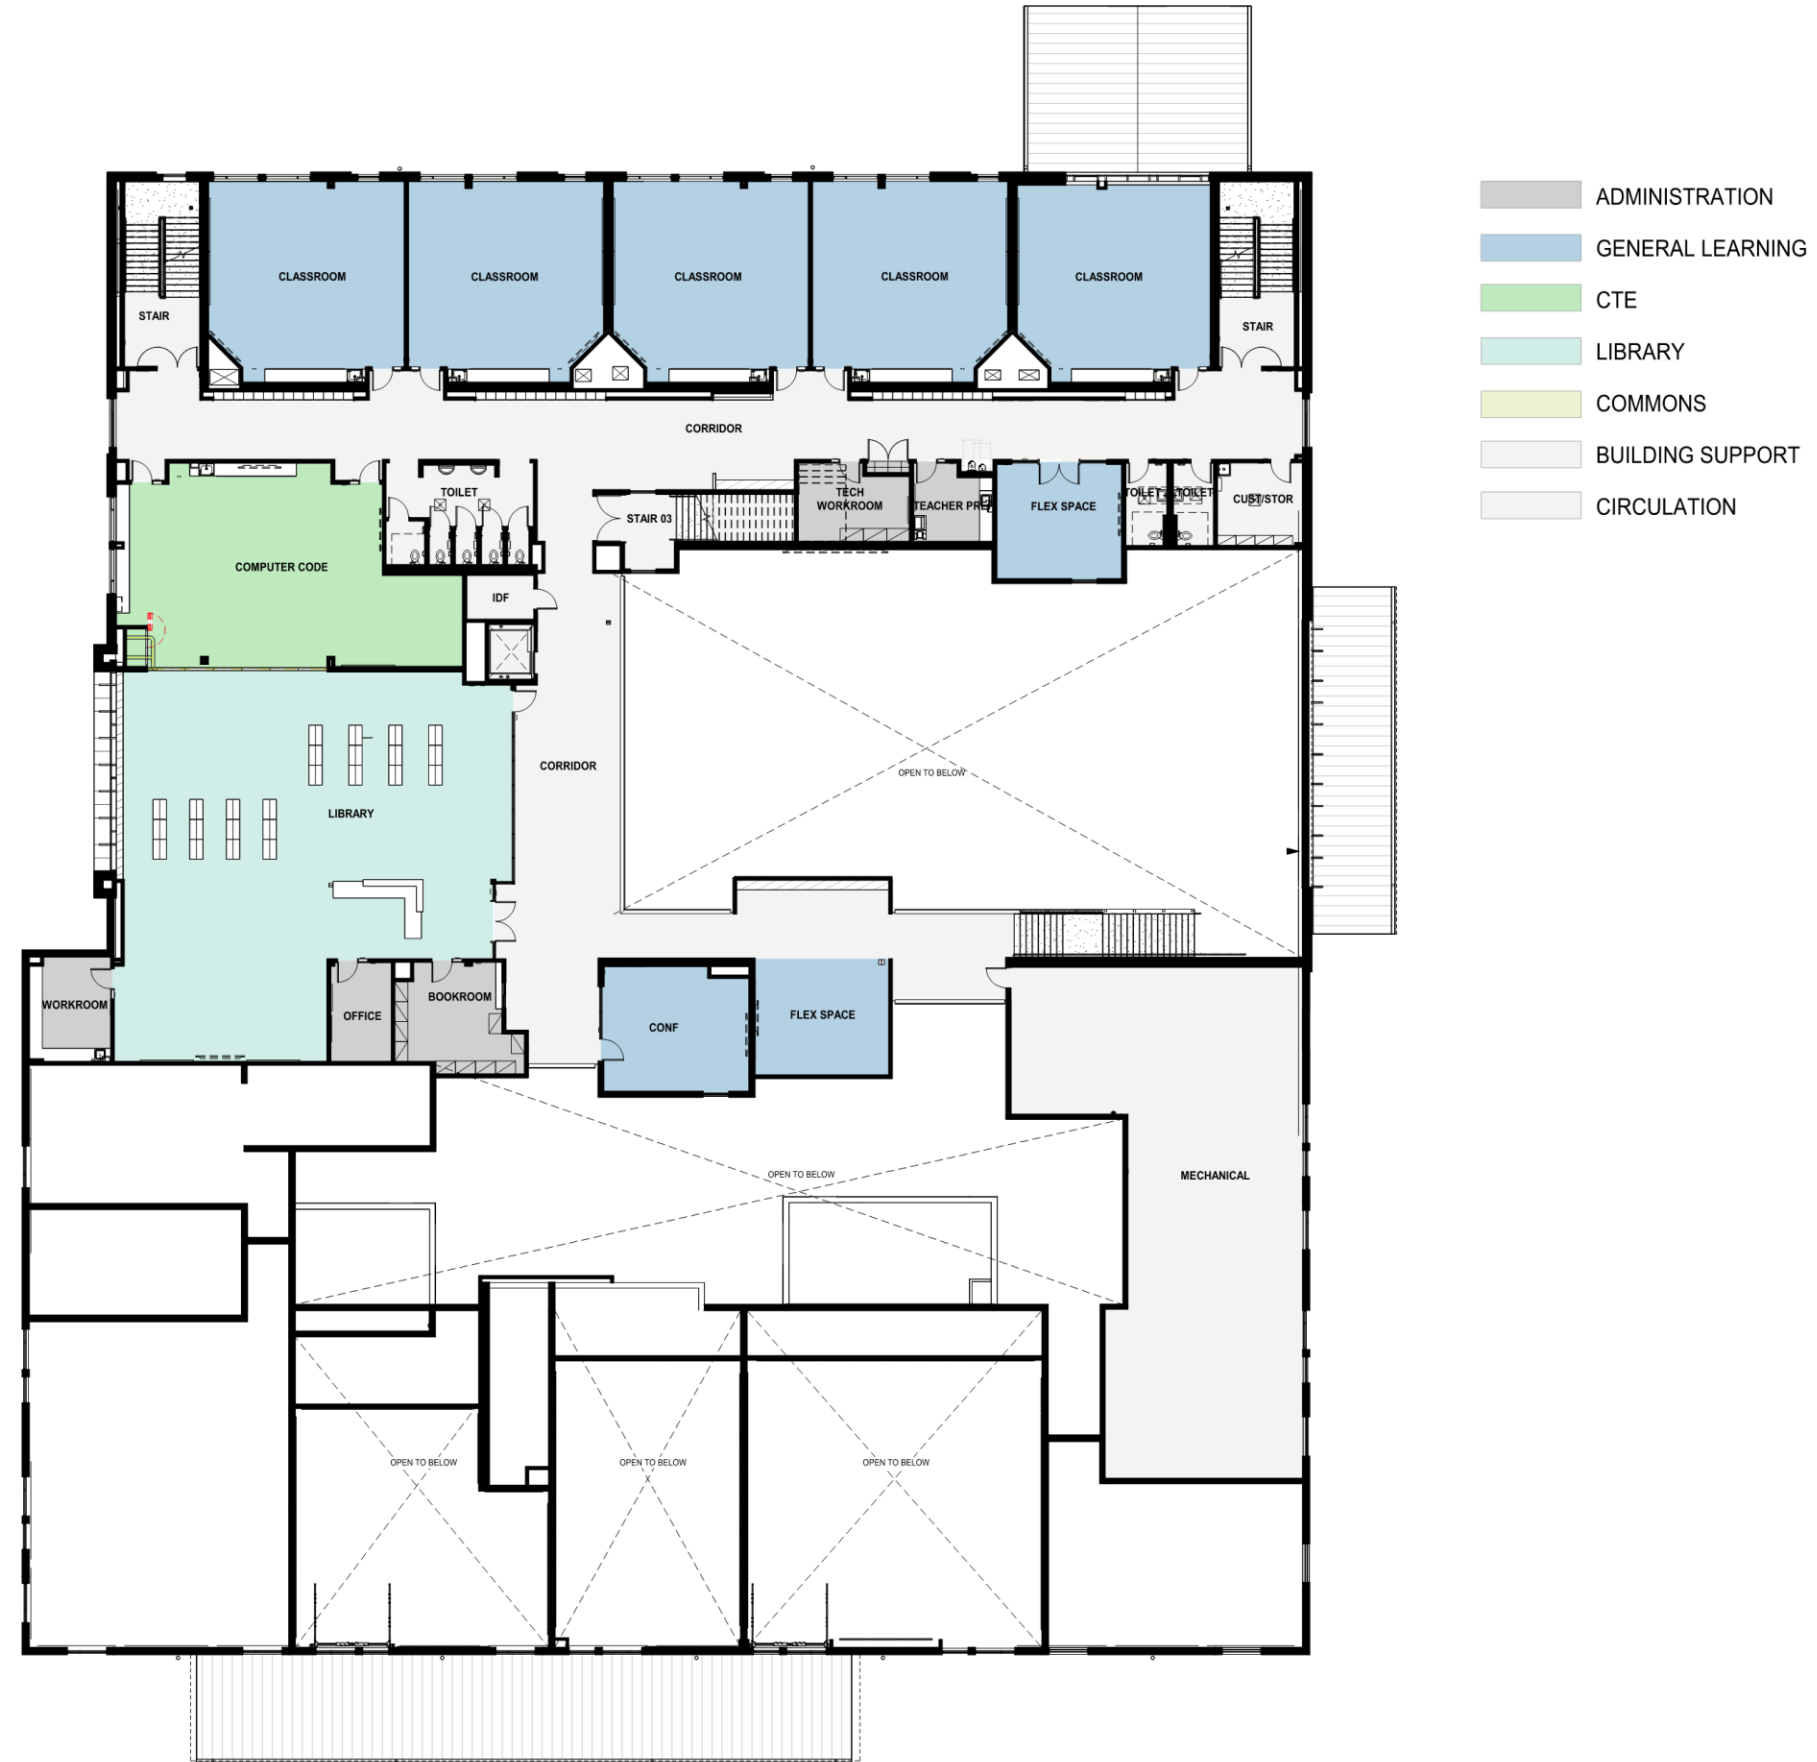 ADMINISTRATION
GENERAL LEARNING
CTE
LIBRARY
COMMONS
BUILDING SUPPORT
CIRCULATION
CLASSROOM
CLASSROOM
CLASSROOM
CLASSROOM
CLASSROOM
STAIR
STAIR
CORRIDOR
TOILET
STAIR 03
TECH
WORKROOM
TEACHER PRE
FLEX SPACE
TOILET
TOILET
CUST/STOR
COMPUTER CODE
IDF
CORRIDOR
OPEN TO BELOW
LIBRARY
WORKROOM
OFFICE
BOOKROOM
CONF
FLEX SPACE
OPEN TO BELOW
MECHANICAL
OPEN TO BELOW
OPEN TO BELOW
OPEN TO BELOW